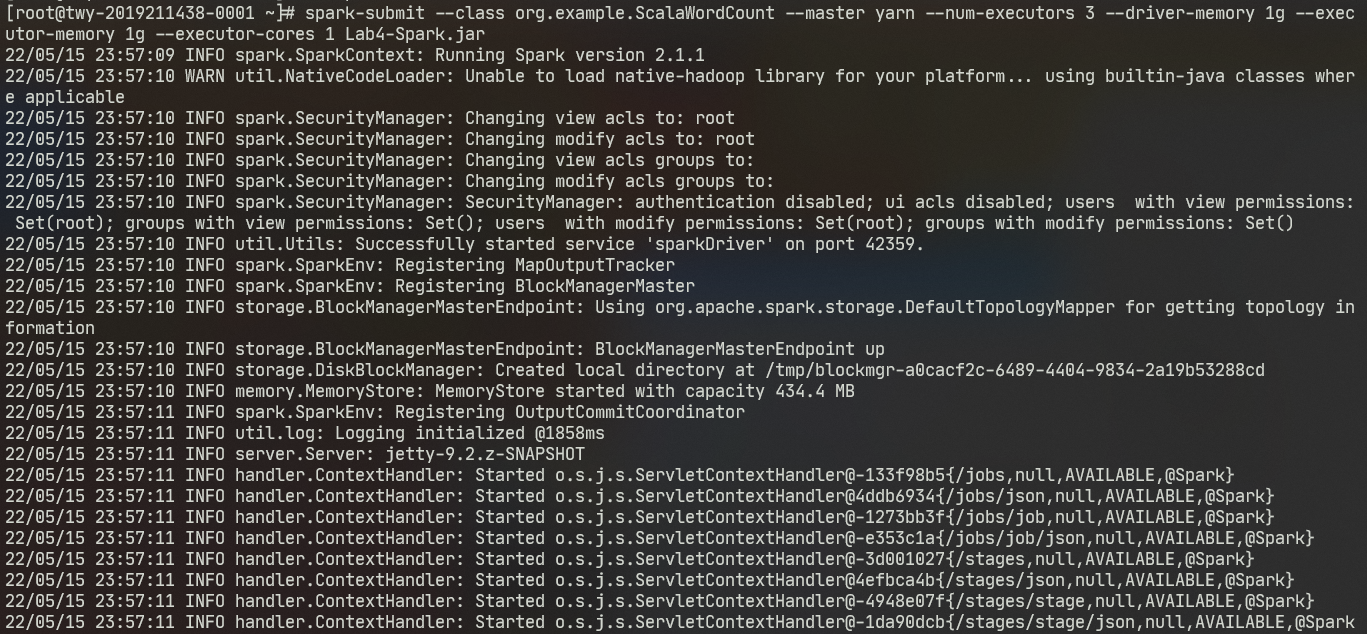 [root@twy-2019211438-0001 ~]# spark-submit --class org.example.ScalaWordCount --master yarn --num-executors 3 --driver-memory 1g --exec
utor-memory 1g --executor-cores 1 Lab4-Spark.jar
22/05/15 23:57:09 INFO spark.SparkContext: Running Spark version 2.1.1
22/05/15 23:57:10 WARN util.NativeCodeLoader: Unable to load native-hadoop library for your platform... using builtin-java classes wher
e applicable
22/05/15 23:57:10 INFO spark.SecurityManager: Changing view acls to: root
22/05/15 23:57:10 INFO spark.SecurityManager: Changing modify acls to: root
22/05/15 23:57:10 INFO spark.SecurityManager: Changing view acls groups to:
22/05/15 23:57:10 INFO spark.SecurityManager: Changing modify acls groups to:
22/05/15 23:57:10 INFO spark.SecurityManager: SecurityManager: authentication disabled; ui acls disabled; users  with view permissions:
 Set(root); groups with view permissions: Set(); users  with modify permissions: Set(root); groups with modify permissions: Set()
22/05/15 23:57:10 INFO util.Utils: Successfully started service 'sparkDriver' on port 42359.
22/05/15 23:57:10 INFO spark.SparkEnv: Registering MapOutputTracker
22/05/15 23:57:10 INFO spark.SparkEnv: Registering BlockManagerMaster
22/05/15 23:57:10 INFO storage.BlockManagerMasterEndpoint: Using org.apache.spark.storage.DefaultTopologyMapper for getting topology in
formation
22/05/15 23:57:10 INFO storage.BlockManagerMasterEndpoint: BlockManagerMasterEndpoint up
22/05/15 23:57:10 INFO storage.DiskBlockManager: Created local directory at /tmp/blockmgr-a0cacf2c-6489-4404-9834-2a19b53288cd
22/05/15 23:57:10 INFO memory.MemoryStore: MemoryStore started with capacity 434.4 MB
22/05/15 23:57:11 INFO spark.SparkEnv: Registering OutputCommitCoordinator
22/05/15 23:57:11 INFO util.log: Logging initialized @1858ms
22/05/15 23:57:11 INFO server.Server: jetty-9.2.z-SNAPSHOT
22/05/15 23:57:11 INFO handler.ContextHandler: Started o.s.j.s.ServletContextHandler@-133f98b5{/jobs,null,AVAILABLE,@Spark}
22/05/15 23:57:11 INFO handler.ContextHandler: Started o.s.j.s.ServletContextHandler@4ddb6934{/jobs/json,null,AVAILABLE,@Spark}
22/05/15 23:57:11 INFO handler.ContextHandler: Started o.s.j.s.ServletContextHandler@-1273bb3f{/jobs/job,null,AVAILABLE,@Spark}
22/05/15 23:57:11 INFO handler.ContextHandler: Started o.s.j.s.ServletContextHandler@-e353c1a{/jobs/job/json,null,AVAILABLE,@Spark}
22/05/15 23:57:11 INFO handler.ContextHandler: Started o.s.j.s.ServletContextHandler@-3d001027{/stages,null,AVAILABLE,@Spark}
22/05/15 23:57:11 INFO handler.ContextHandler: Started o.s.j.s.ServletContextHandler@4efbca4b{/stages/json,null,AVAILABLE,@Spark}
22/05/15 23:57:11 INFO handler.ContextHandler: Started o.s.j.s.ServletContextHandler@-4948e07f{/stages/stage,null,AVAILABLE,@Spark}
22/05/15 23:57:11 INFO handler.ContextHandler: Started o.s.j.s.ServletContextHandler@-1da90dcb{/stages/stage/json,null,AVAILABLE,@Spark